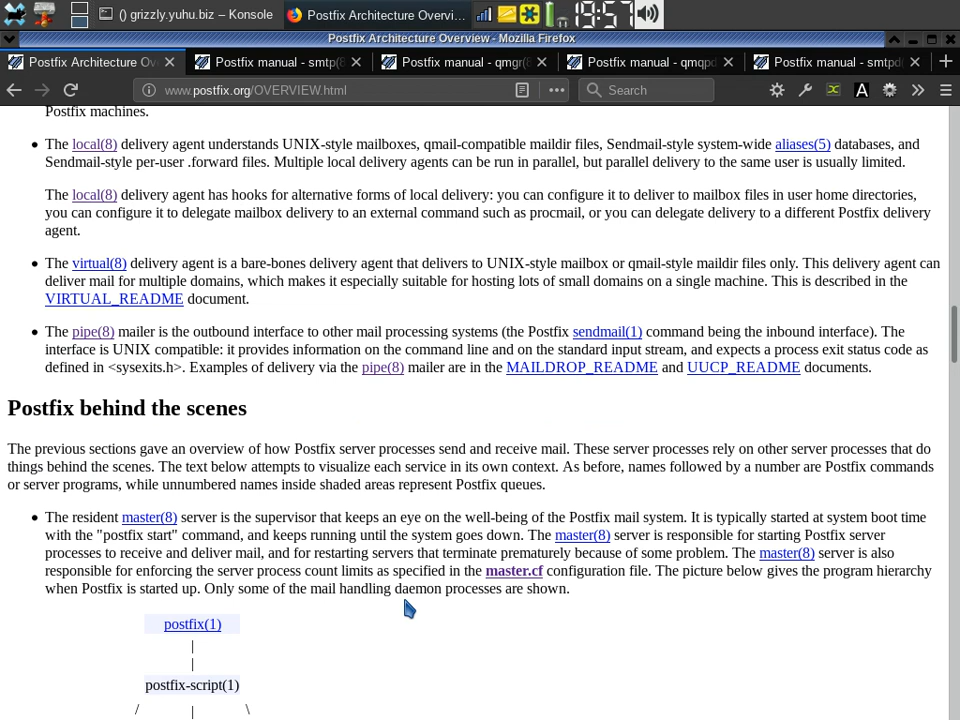 () grizzly.yuhu.biz – Konsole
Postfix Architecture Overvi...
19:57
Postfix Architecture Overview - Mozilla Firefox
Postfix Architecture Ov
Postfix manual - smtp(8
Postfix manual - qmgr(8
Postfix manual - qmqpd
Postfix manual - smtpd(
www.postfix.org/OVERVIEW.html
Search
Postfix machines.
• The local(8) delivery agent understands UNIX-style mailboxes, qmail-compatible maildir files, Sendmail-style system-wide aliases(5) databases, and
Sendmail-style per-user .forward files. Multiple local delivery agents can be run in parallel, but parallel delivery to the same user is usually limited.
The local(8) delivery agent has hooks for alternative forms of local delivery: you can configure it to deliver to mailbox files in user home directories,
you can configure it to delegate mailbox delivery to an external command such as procmail, or you can delegate delivery to a different Postfix delivery
agent.
• The virtual(8) delivery agent is a bare-bones delivery agent that delivers to UNIX-style mailbox or qmail-style maildir files only. This delivery agent can
deliver mail for multiple domains, which makes it especially suitable for hosting lots of small domains on a single machine. This is described in the
VIRTUAL_README document.
• The pipe(8) mailer is the outbound interface to other mail processing systems (the Postfix sendmail(1) command being the inbound interface). The
interface is UNIX compatible: it provides information on the command line and on the standard input stream, and expects a process exit status code as
defined in <sysexits.h>. Examples of delivery via the pipe(8) mailer are in the MAILDROP_README and UUCP_README documents.
Postfix behind the scenes
The previous sections gave an overview of how Postfix server processes send and receive mail. These server processes rely on other server processes that do
things behind the scenes. The text below attempts to visualize each service in its own context. As before, names followed by a number are Postfix commands
or server programs, while unnumbered names inside shaded areas represent Postfix queues.
• The resident master(8) server is the supervisor that keeps an eye on the well-being of the Postfix mail system. It is typically started at system boot time
with the "postfix start" command, and keeps running until the system goes down. The master(8) server is responsible for starting Postfix server
processes to receive and deliver mail, and for restarting servers that terminate prematurely because of some problem. The master(8) server is also
responsible for enforcing the server process count limits as specified in the master.cf configuration file. The picture below gives the program hierarchy
when Postfix is started up. Only some of the mail handling daemon processes are shown.
postfix(1)
|
|
postfix-script(1)
/ | \